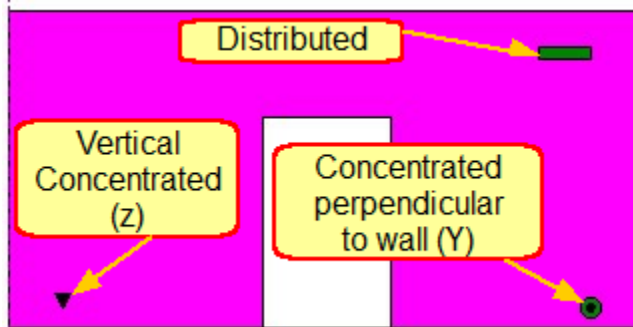 Distributed
Vertical
Concentrated
(z)
Concentrated
perpendicular
to wall (Y)